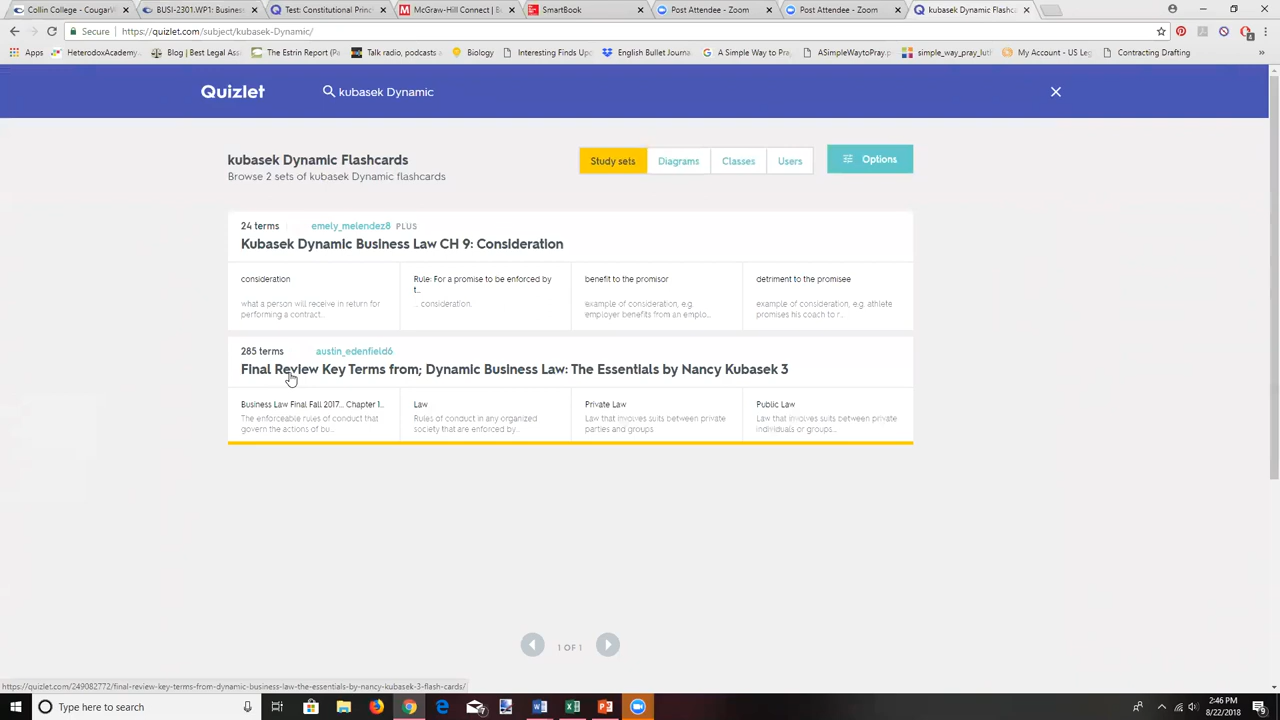 Collin College - CougarW
BUSI-2301.WP1: Business
Test: Constitutional Princ
McGraw-Hill Connect | B
SmartBook
Post Attendee - Zoom
Post Attendee - Zoom
kubasek Dynamic Flashc
Secure | https://quizlet.com/subject/kubasek-Dynamic/
HeterodoxAcademy.
Blog | Best Legal Asse
The Estrin Report (Te
Talk radio, podcasts a
Biology
Interesting Finds Upd
English Bullet Journa
A Simple Way to Pray
ASimpleWaytoPray.p
simple_way_pray_luth
My Account - US Leg
Contracting Drafting
»
Quizlet
kubasek Dynamic
kubasek Dynamic Flashcards
Browse 2 sets of kubasek Dynamic flashcards
Study sets
Diagrams
Classes
Users
Options
24 terms
emely_melendez8 PLUS
Kubasek Dynamic Business Law CH 9: Consideration
consideration
what a person will receive in return for
performing a contract...
Rule: For a promise to be enforced by
t...
... consideration.
benefit to the promisor
example of consideration, e.g.
employer benefits from an emplo...
detriment to the promisee
example of consideration, e.g. athlete
promises his coach to r...
285 terms
austin_edenfield6
Final Review Key Terms from; Dynamic Business Law: The Essentials by Nancy Kubasek 3
Business Law Final Fall 2017... Chapter 1...
The enforceable rules of conduct that
govern the actions of bu...
Law
Rules of conduct in any organized
society that are enforced by...
Private Law
Law that involves suits between private
parties and groups.
Public Law
Law that involves suits between private
individuals or groups...
1 OF 1
https://quizlet.com/249082772/final-review-key-terms-from-dynamic-business-law-the-essentials-by-nancy-kubasek-3-flash-cards/
Type here to search
2:46 PM
8/22/2018